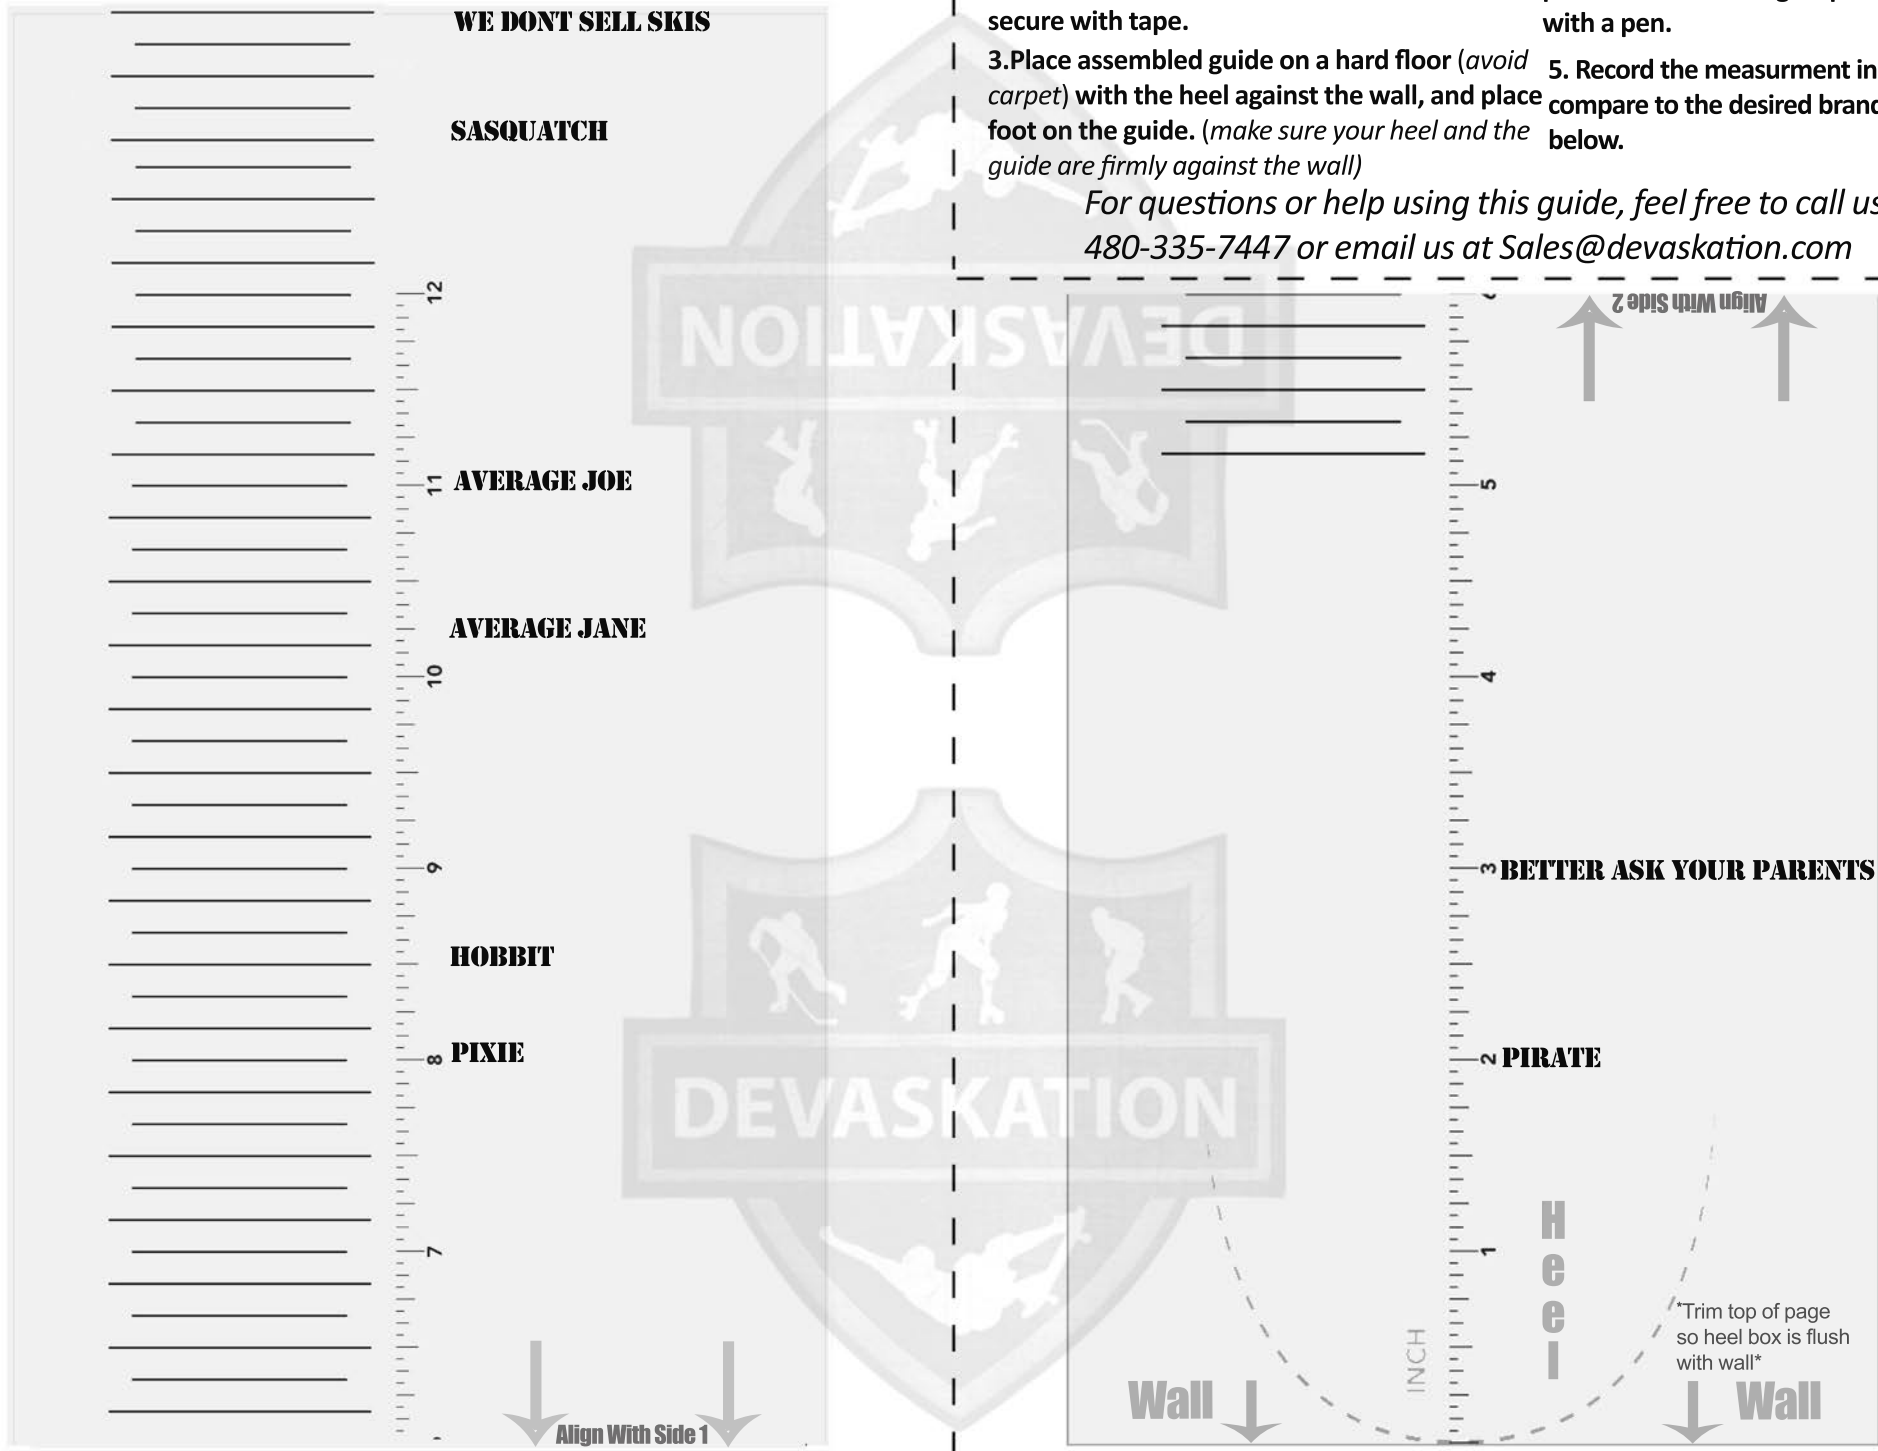 WE DONT SELL SKIS
SASQUATCH
12
11
AVERAGE JOE
AVERAGE JANE
10
9
HOBBIT
8
PIXIE
7
Align With Side 1
secure with tape.
3.Place assembled guide on a hard floor (avoid
carpet) with the heel against the wall, and place
foot on the guide. (make sure your heel and the
guide are firmly against the wall)
with a pen.
5. Record the measurment in
compare to the desired brand
below.
For questions or help using this guide, feel free to call us
480-335-7447 or email us at Sales@devaskation.com
DEVASKATION
Align With Side 2
5
4
3
BETTER ASK YOUR PARENTS
2
PIRATE
DEVASKATION
1
Heel
INCH
*Trim top of page
so heel box is flush
with wall*
Wall
Wall